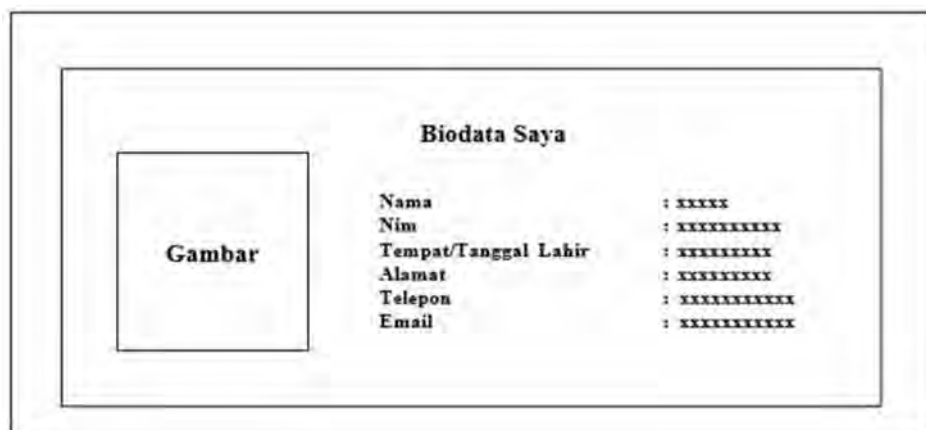 Biodata Saya
Gambar
Nama : xxxxx
Nim : xxxxxxxxxx
Tempat/Tanggal Lahir : xxxxxxxxx
Alamat : xxxxxxxxx
Telepon : xxxxxxxxxxx
Email : xxxxxxxxxxx